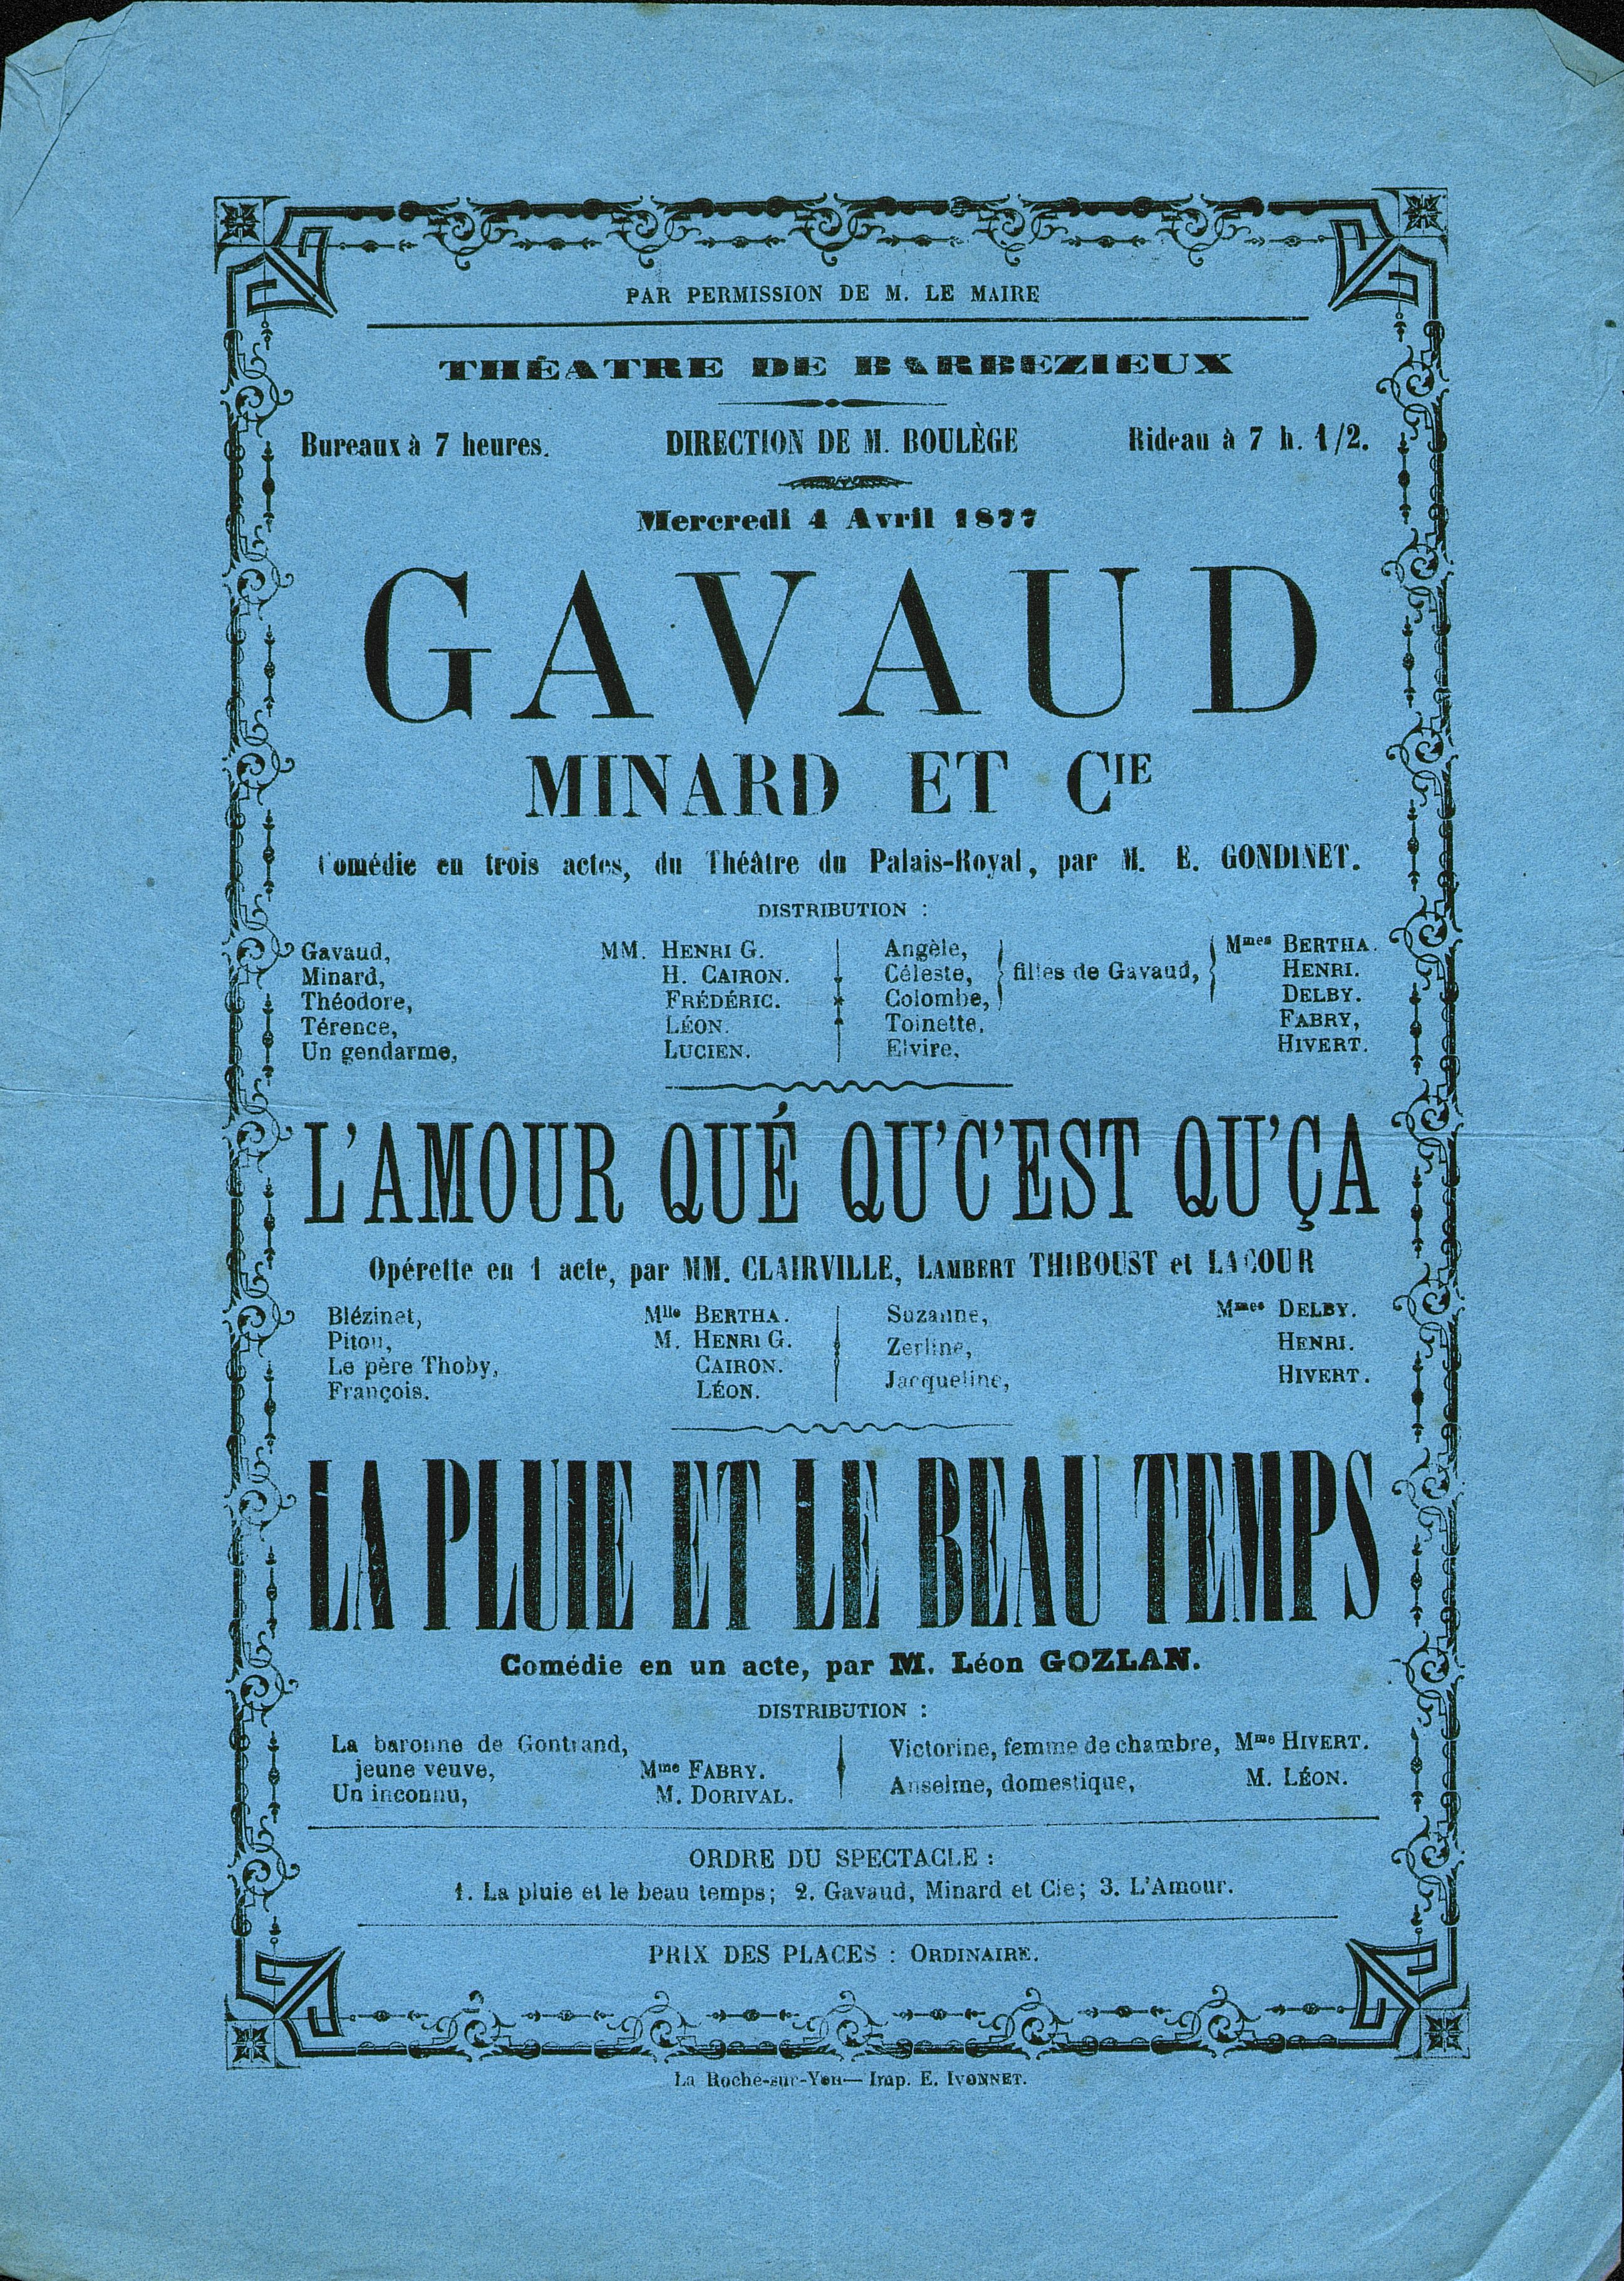 PAR PERMISSION DE M. LE MAIRE
THÉATRE DE BARBEZIEUX
Bureaux à 7 heures. DIRECTION DE M. BOULÈGE Rideau à 7 h. 1/2.
Mercredi 4 Avril 1877
GAVAUD
MINARD ET CIE
Comédie en trois actes, du Théâtre du Palais-Royal, par M. E. GONDINET.
DISTRIBUTION :
Gavaud, MM. HENRI G. Angèle, Mmes BERTHA.
Minard, H. CAIRON. Céleste, filles de Gavaud, HENRI.
Théodore, FRÉDÉRIC. Colombe, DELBY.
Térence, LÉON. Toinette, FABRY,
Un gendarme, LUCIEN. Elvire, HIVERT.
L'AMOUR QUÉ QU'C'EST QU'ÇA
Opérette en 1 acte, par MM. CLAIRVILLE, LAMBERT THIBOUST et LACOUR
Blézinet, Mlle BERTHA. Suzanne, Mmes DELBY.
Pitou, M. HENRI G. Zerline, HENRI.
Le père Thoby, CAIRON. Jacqueline, HIVERT.
François. LÉON.
LA PLUIE ET LE BEAU TEMPS
Comédie en un acte, par M. Léon GOZLAN.
DISTRIBUTION :
La baronne de Gontrand, Victorine, femme de chambre, Mme HIVERT.
jeune veuve, Mme FABRY. Anselme, domestique, M. LÉON.
Un inconnu, M. DORIVAL.
ORDRE DU SPECTACLE :
1. La pluie et le beau temps; 2. Gavaud, Minard et Cie; 3. L'Amour.
PRIX DES PLACES : ORDINAIRE.
La Roche-sur-Yon — Imp. E. IVONNET.